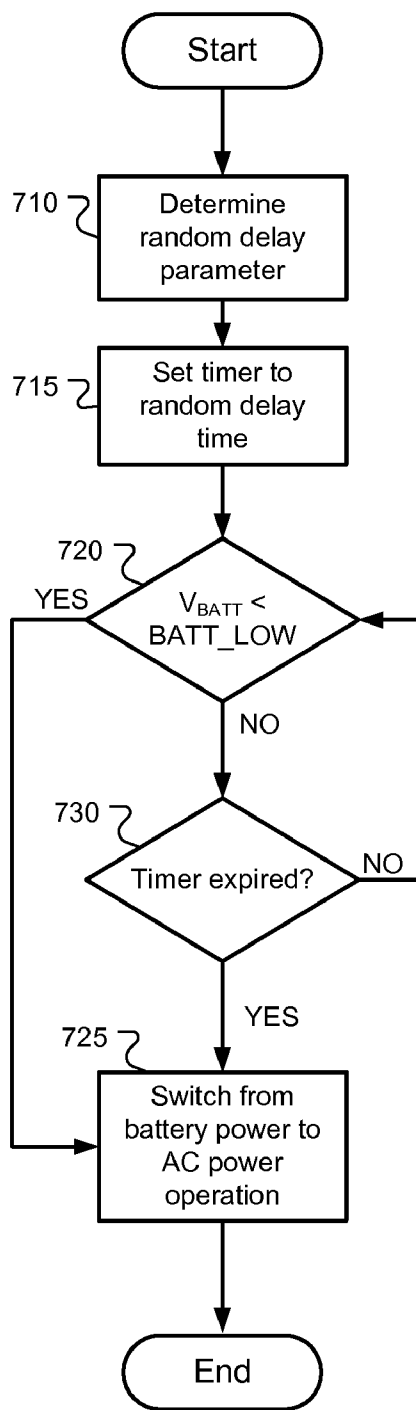 Start
710
Determine
random delay
parameter
715
Set timer to
random delay
time
720
YES
V_BATT <
BATT_LOW
NO
730
Timer expired?
NO
YES
725
Switch from
battery power to
AC power
operation
End